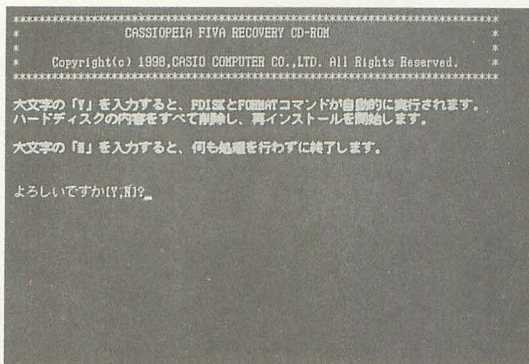 ************************************************************************
* CASSIOPEIA FIVA RECOVERY CD-ROM *
* *
* Copyright(c) 1998,CASIO COMPUTER CO.,LTD. All Rights Reserved. *
************************************************************************
大文字の「Y」を入力すると、FDISKとFORMATコマンドが自動的に実行されます。
ハードディスクの内容をすべて削除し、再インストールを開始します。
大文字の「N」を入力すると、何も処理を行わずに終了します。
よろしいですか[Y,N]?_